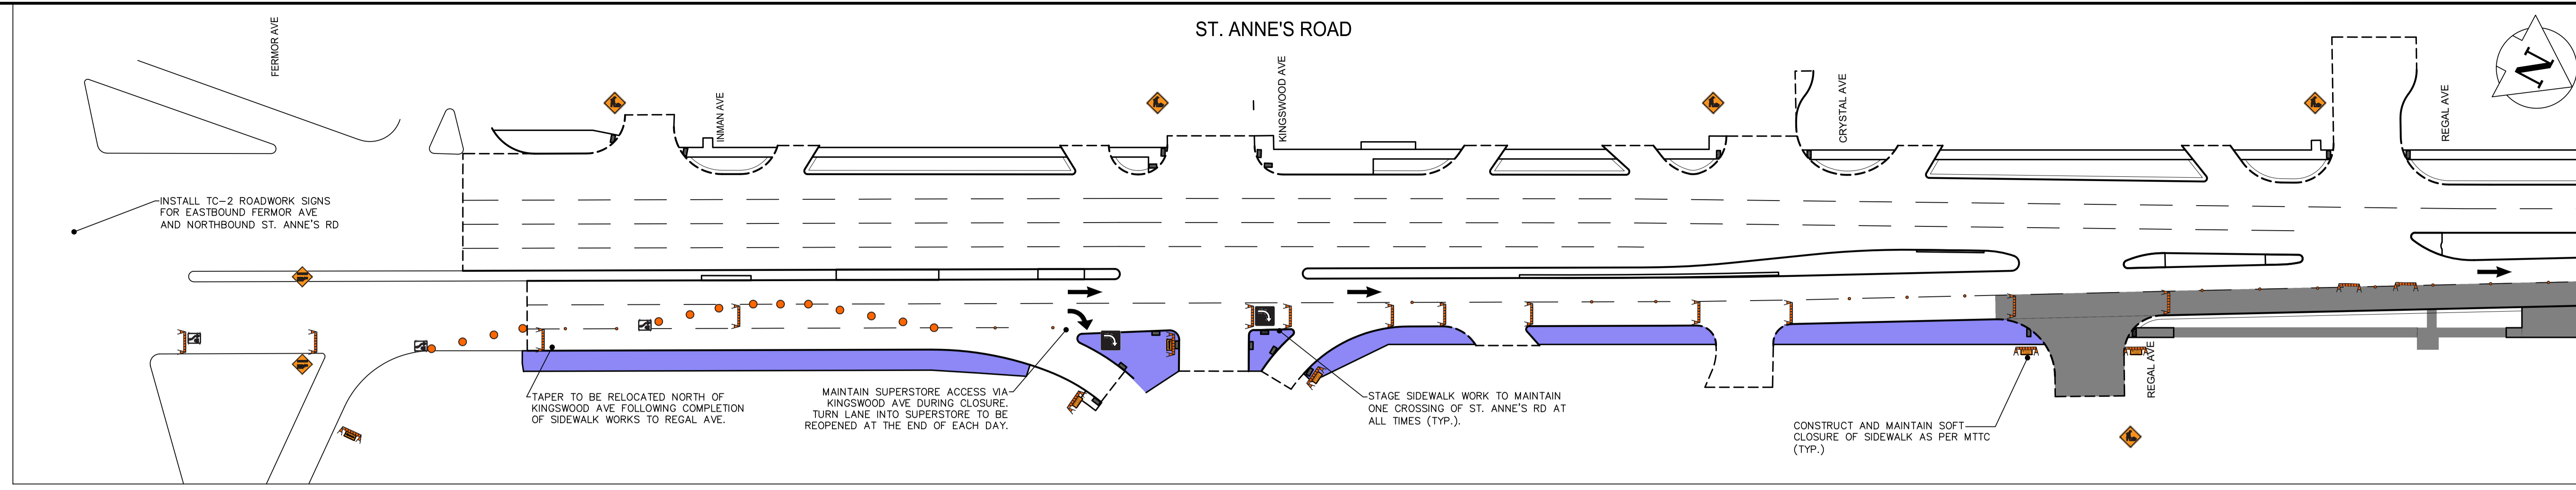 ST. ANNE'S ROAD
FERMOR AVE
INMAN AVE
KINGSWOOD AVE
CRYSTAL AVE
REGAL AVE
N
INSTALL TC-2 ROADWORK SIGNS
FOR EASTBOUND FERMOR AVE
AND NORTHBOUND ST. ANNE'S RD
TAPER TO BE RELOCATED NORTH OF
KINGSWOOD AVE FOLLOWING COMPLETION
OF SIDEWALK WORKS TO REGAL AVE.
MAINTAIN SUPERSTORE ACCESS VIA
KINGSWOOD AVE DURING CLOSURE.
TURN LANE INTO SUPERSTORE TO BE
REOPENED AT THE END OF EACH DAY.
STAGE SIDEWALK WORK TO MAINTAIN
ONE CROSSING OF ST. ANNE'S RD AT
ALL TIMES (TYP.).
CONSTRUCT AND MAINTAIN SOFT
CLOSURE OF SIDEWALK AS PER MTTC
(TYP.)
REGAL AVE